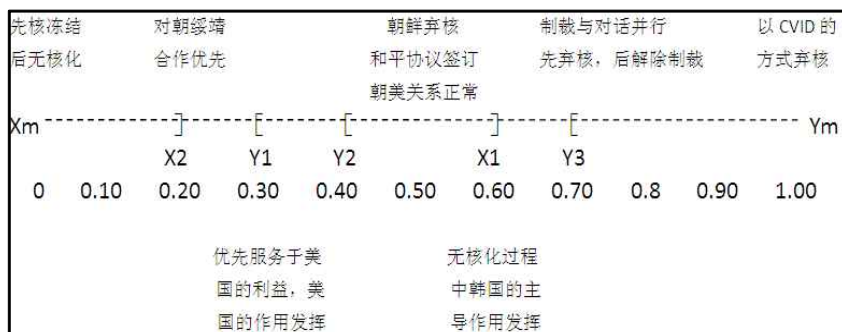 先核冻结 对朝绥靖 朝鲜弃核 制裁与对话并行 以 CVID 的
后无核化 合作优先 和平协议签订 先弃核，后解除制裁 方式弃核
朝美关系正常
Xm Ym
X2 Y1 Y2 X1 Y3
0 0.10 0.20 0.30 0.40 0.50 0.60 0.70 0.8 0.90 1.00
优先服务于美 无核化过程
国的利益，美 中韩国的主
国的作用发挥 导作用发挥